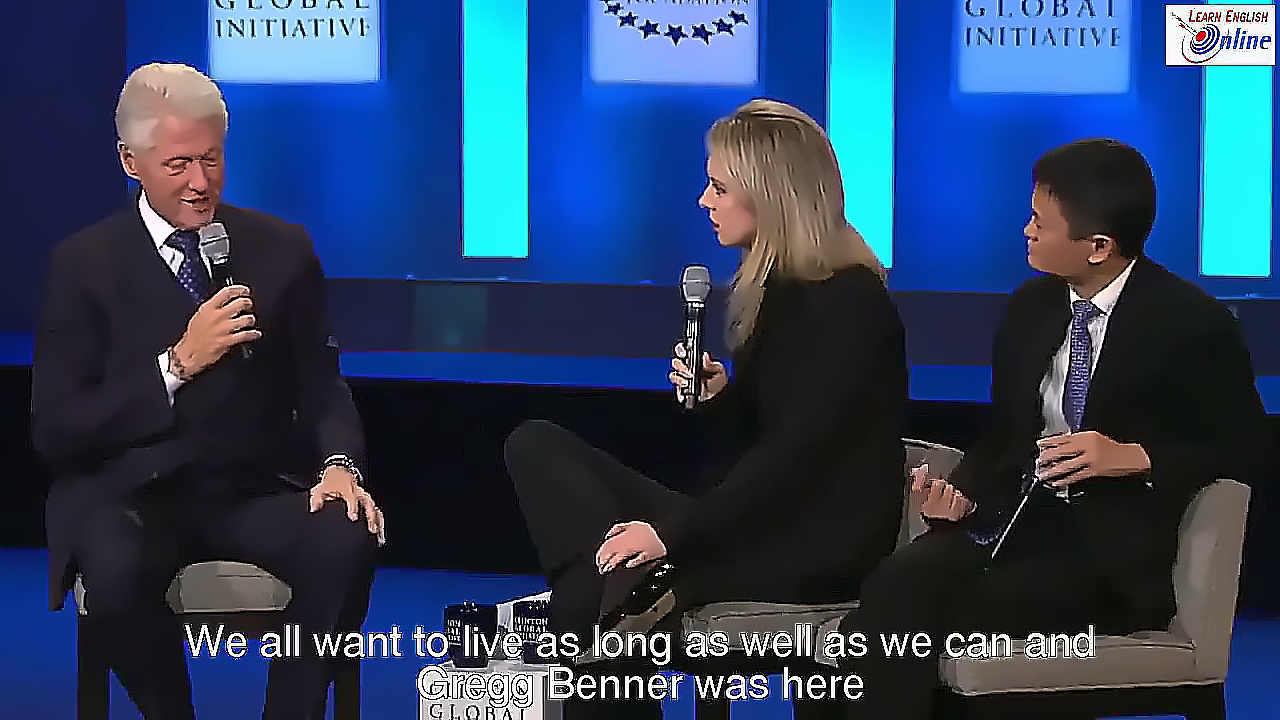 GLOBAL
INITIATIVE
GLOBAL
INITIATIVE
LEARN ENGLISH
Online
We all want to live as long as well as we can and
Gregg Benner was here
GLOBAL